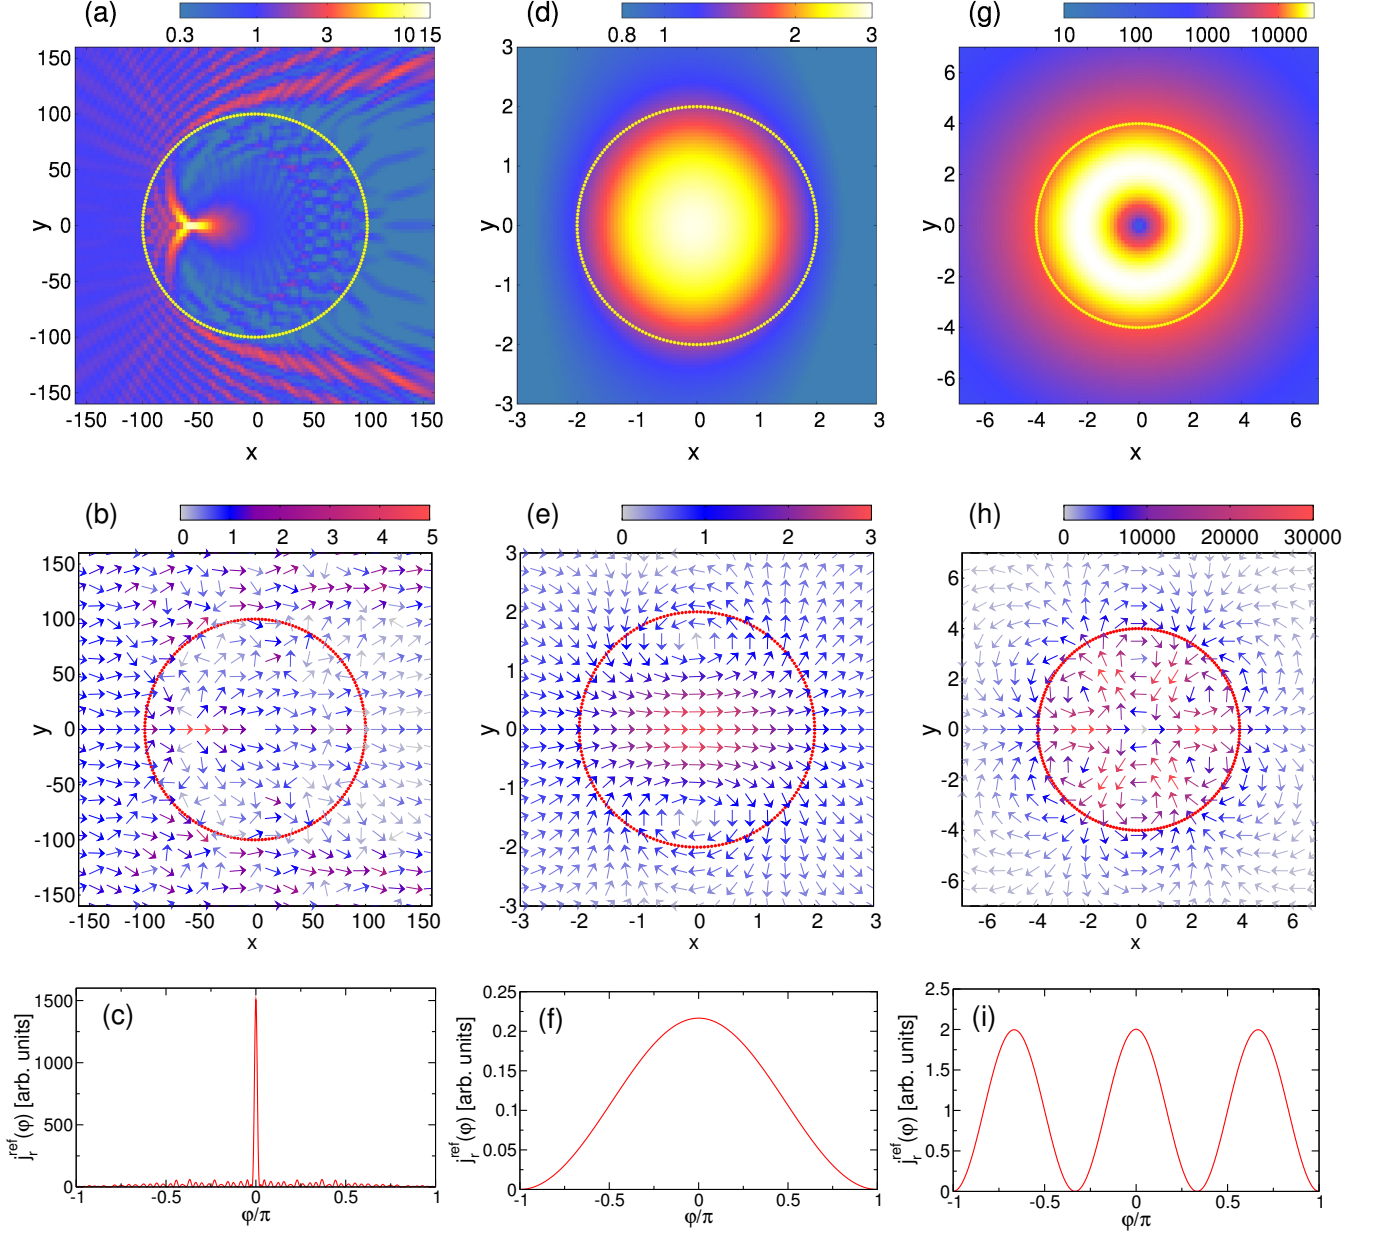 (a)
0.3 1 3 10 15
150
100
50
0
-50
-100
-150
y
-150 -100 -50 0 50 100 150
x
(d)
0.8 1 2 3
3
2
1
0
-1
-2
-3
y
-3 -2 -1 0 1 2 3
x
(g)
10 100 1000 10000
6
4
2
0
-2
-4
-6
y
-6 -4 -2 0 2 4 6
x
(b)
0 1 2 3 4 5
150
100
50
0
-50
-100
-150
y
-150 -100 -50 0 50 100 150
x
(e)
0 1 2 3
3
2
1
0
-1
-2
-3
y
-3 -2 -1 0 1 2 3
x
(h)
0 10000 20000 30000
6
4
2
0
-2
-4
-6
y
-6 -4 -2 0 2 4 6
x
(c)
1500
1000
500
0
j_r^ref(φ) [arb. units]
-1 -0.5 0 0.5 1
φ/π
(f)
0.25
0.2
0.15
0.1
0.05
0
j_r^ref(φ) [arb. units]
-1 -0.5 0 0.5 1
φ/π
(i)
2.5
2
1.5
1
0.5
0
j_r^ref(φ) [arb. units]
-1 -0.5 0 0.5 1
φ/π